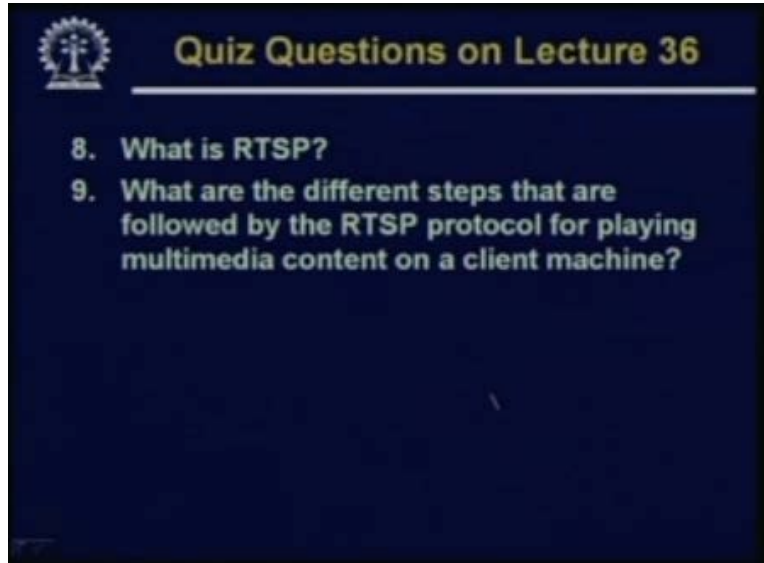 Quiz Questions on Lecture 36
8. What is RTSP?
9. What are the different steps that are
followed by the RTSP protocol for playing
multimedia content on a client machine?